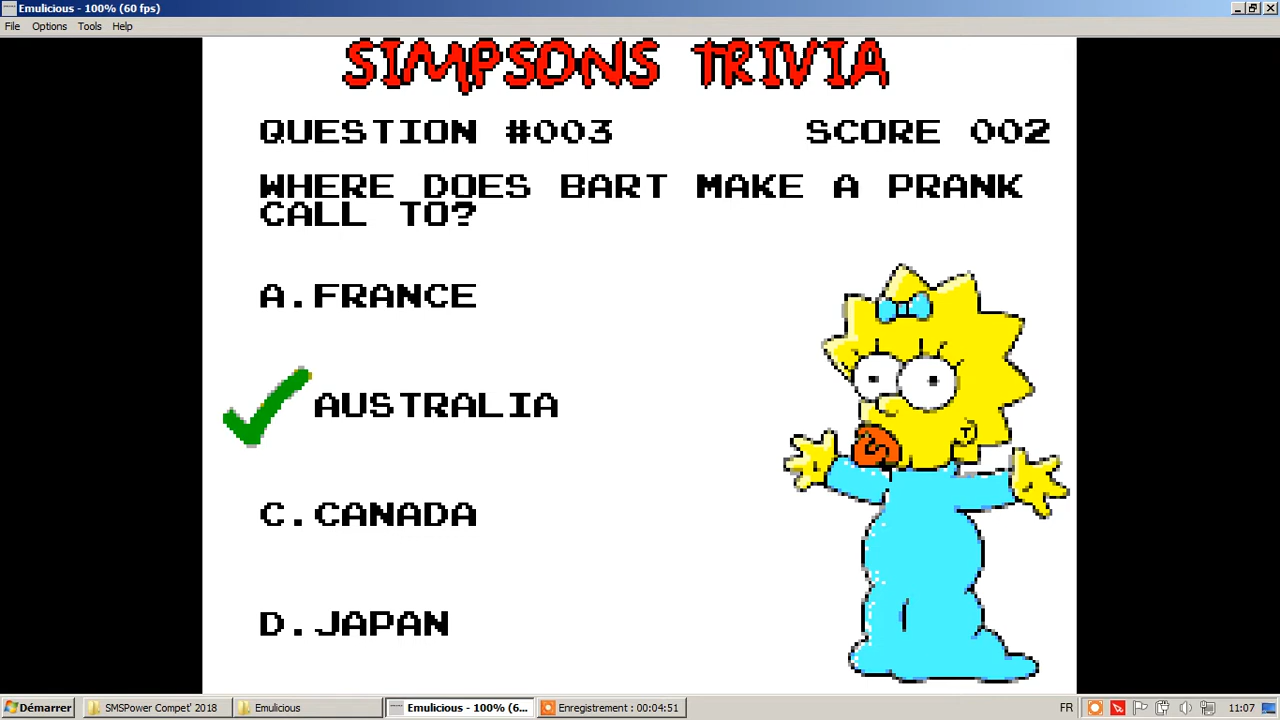 Emulicious - 100% (60 fps)
File Options Tools Help
SIMPSONS TRIVIA
QUESTION #003 SCORE 002
WHERE DOES BART MAKE A PRANK
CALL TO?
A.FRANCE
AUSTRALIA
C.CANADA
D.JAPAN
Démarrer SMSPower Compet' 2018 Emulicious Emulicious - 100% (6... Enregistrement : 00:04:51 FR 11:07